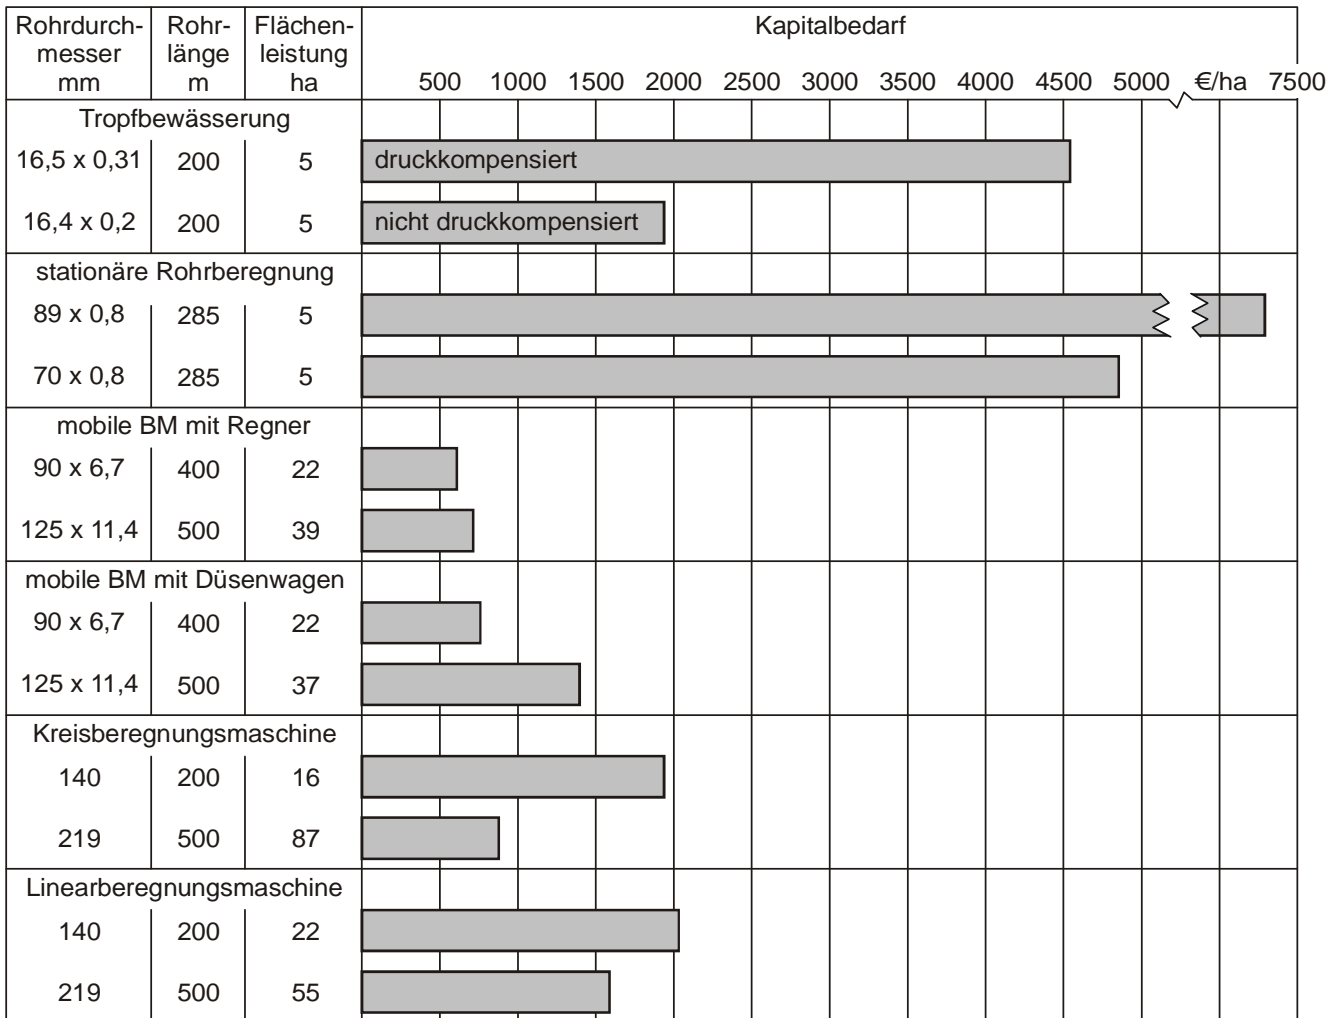 Rohrdurch-
messer
mm
Rohr-
länge
m
Flächen-
leistung
ha
Kapitalbedarf
500 1000 1500 2000 2500 3000 3500 4000 4500 5000 €/ha 7500
Tropfbewässerung
16,5 x 0,31 200 5 druckkompensiert
16,4 x 0,2 200 5 nicht druckkompensiert
stationäre Rohrberegnung
89 x 0,8 285 5
70 x 0,8 285 5
mobile BM mit Regner
90 x 6,7 400 22
125 x 11,4 500 39
mobile BM mit Düsenwagen
90 x 6,7 400 22
125 x 11,4 500 37
Kreisberegnungsmaschine
140 200 16
219 500 87
Linearberegnungsmaschine
140 200 22
219 500 55